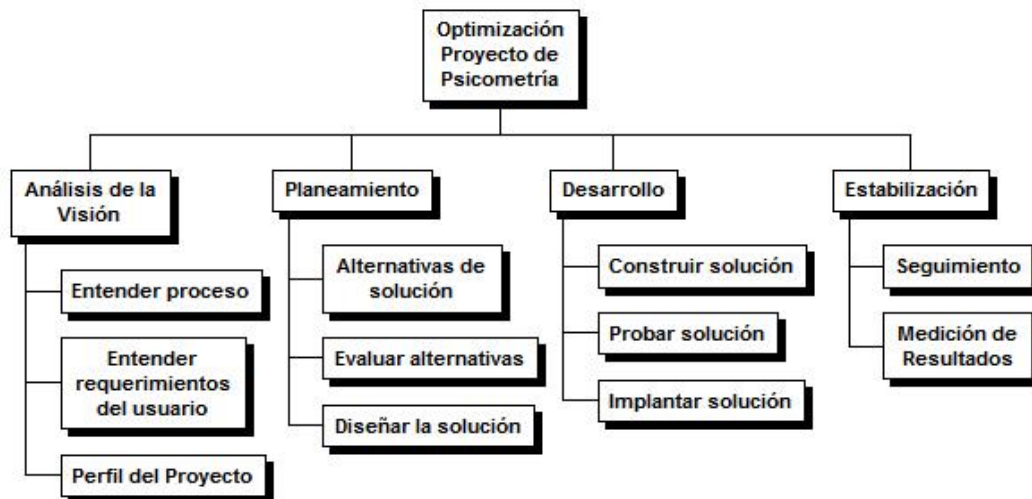 Optimización
Proyecto de
Psicometría
Análisis de la
Visión
Entender proceso
Entender
requerimientos
del usuario
Perfil del Proyecto
Planeamiento
Alternativas de
solución
Evaluar alternativas
Diseñar la solución
Desarrollo
Construir solución
Probar solución
Implantar solución
Estabilización
Seguimiento
Medición de
Resultados